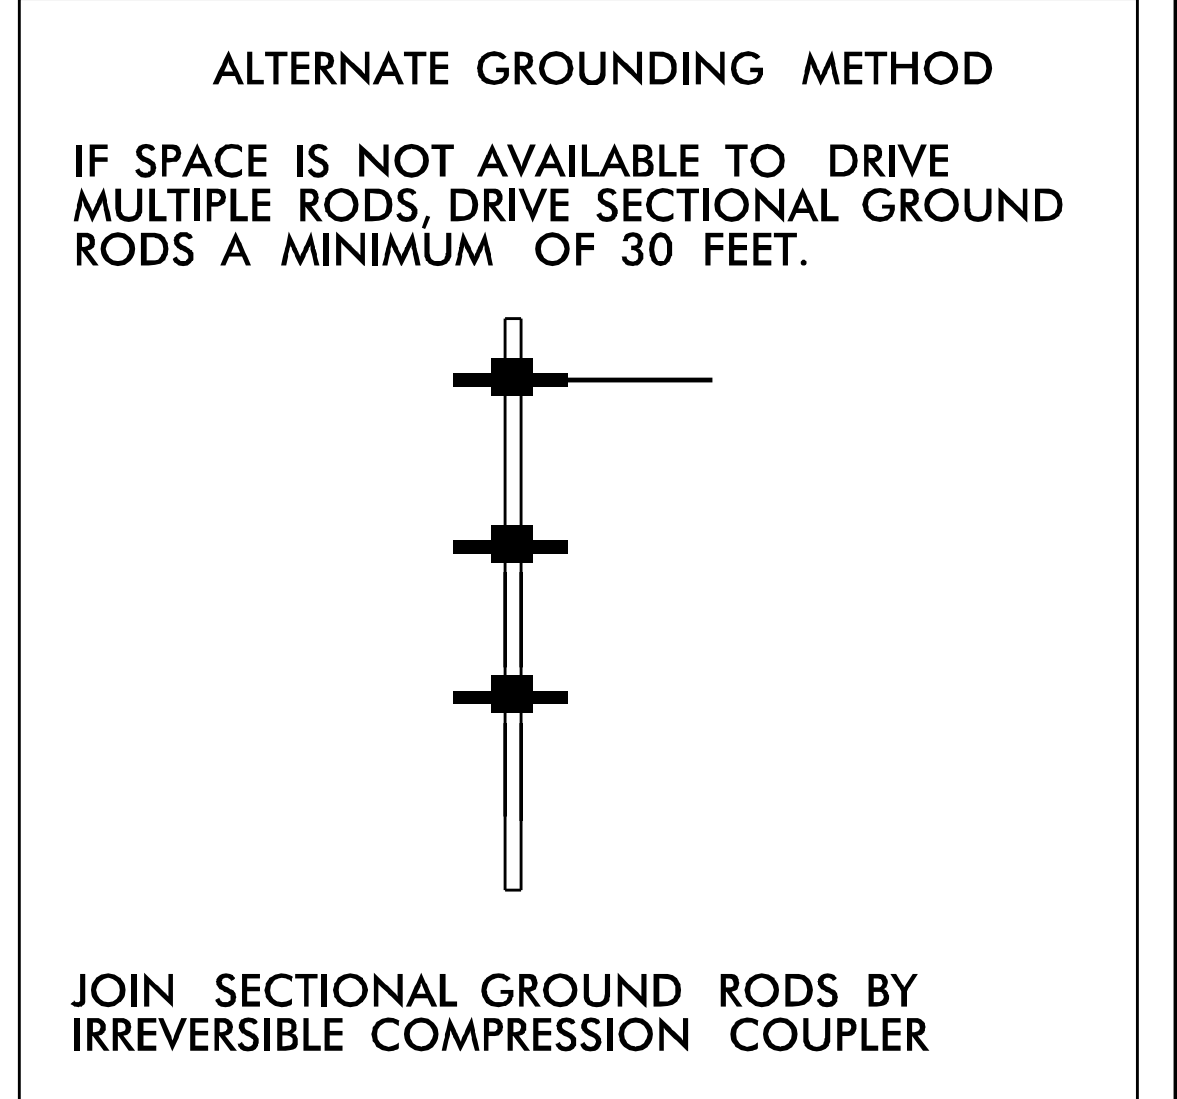 ALTERNATE GROUNDING METHOD
IF SPACE IS NOT AVAILABLE TO DRIVE
MULTIPLE RODS, DRIVE SECTIONAL GROUND
RODS A MINIMUM OF 30 FEET.
JOIN SECTIONAL GROUND RODS BY
IRREVERSIBLE COMPRESSION COUPLER